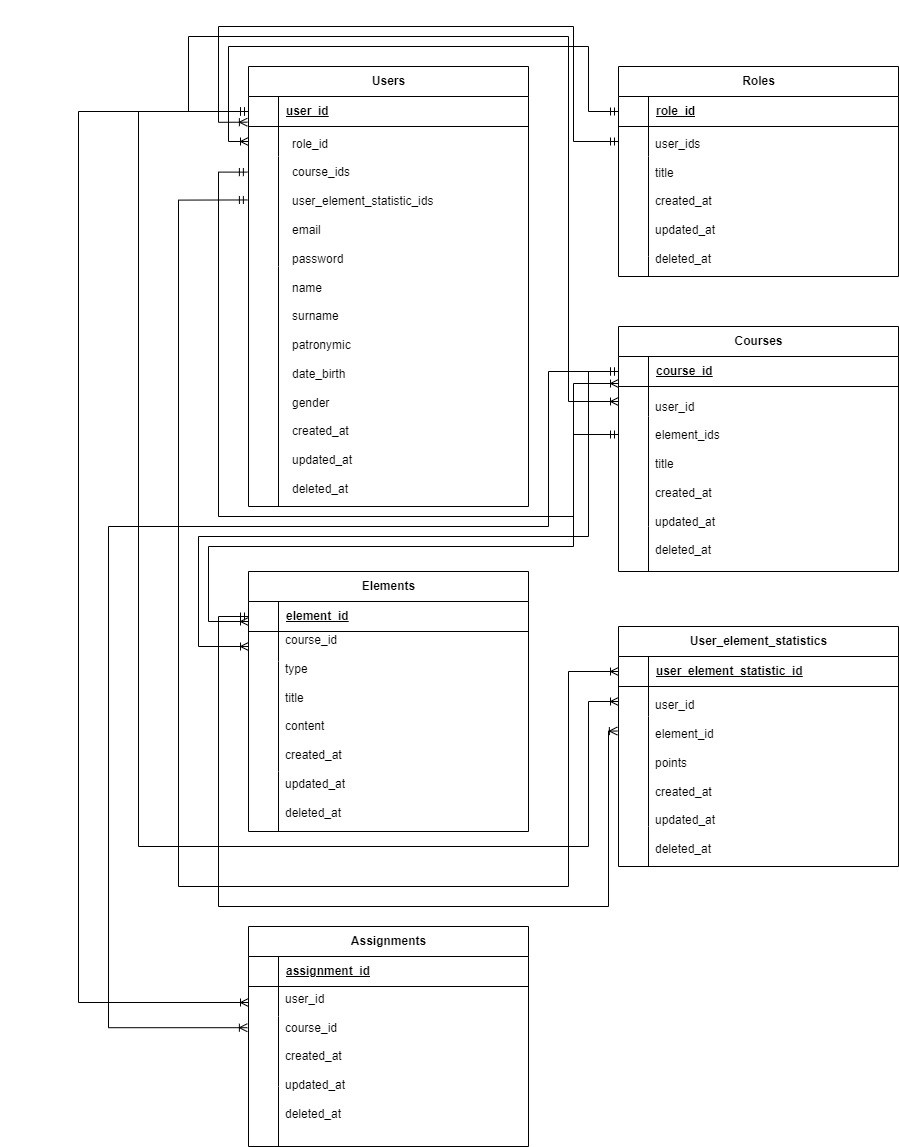 Users
user_id
role_id
course_ids
user_element_statistic_ids
email
password
name
surname
patronymic
date_birth
gender
created_at
updated_at
deleted_at
Roles
role_id
user_ids
title
created_at
updated_at
deleted_at
Courses
course_id
user_id
element_ids
title
created_at
updated_at
deleted_at
Elements
element_id
course_id
type
title
content
created_at
updated_at
deleted_at
User_element_statistics
user_element_statistic_id
user_id
element_id
points
created_at
updated_at
deleted_at
Assignments
assignment_id
user_id
course_id
created_at
updated_at
deleted_at